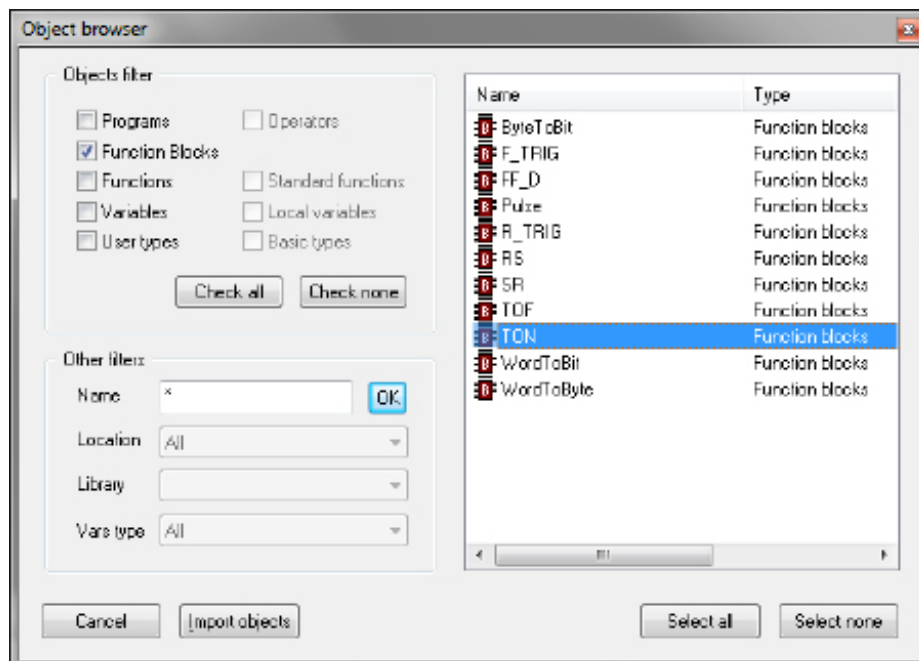 Object browser
Objects filter
Programs
Operators
Function Blocks
Functions
Standard functions
Variables
Local variables
User types
Basic types
Check all
Check none
Other filters
Name
*
OK
Location
All
Library
Vars type
All
Name Type
ByteToBit Function blocks
F_TRIG Function blocks
FF_D Function blocks
Pulse Function blocks
R_TRIG Function blocks
RS Function blocks
SR Function blocks
TOF Function blocks
TON Function blocks
WordToBit Function blocks
WordToByte Function blocks
Cancel
Import objects
Select all
Select none